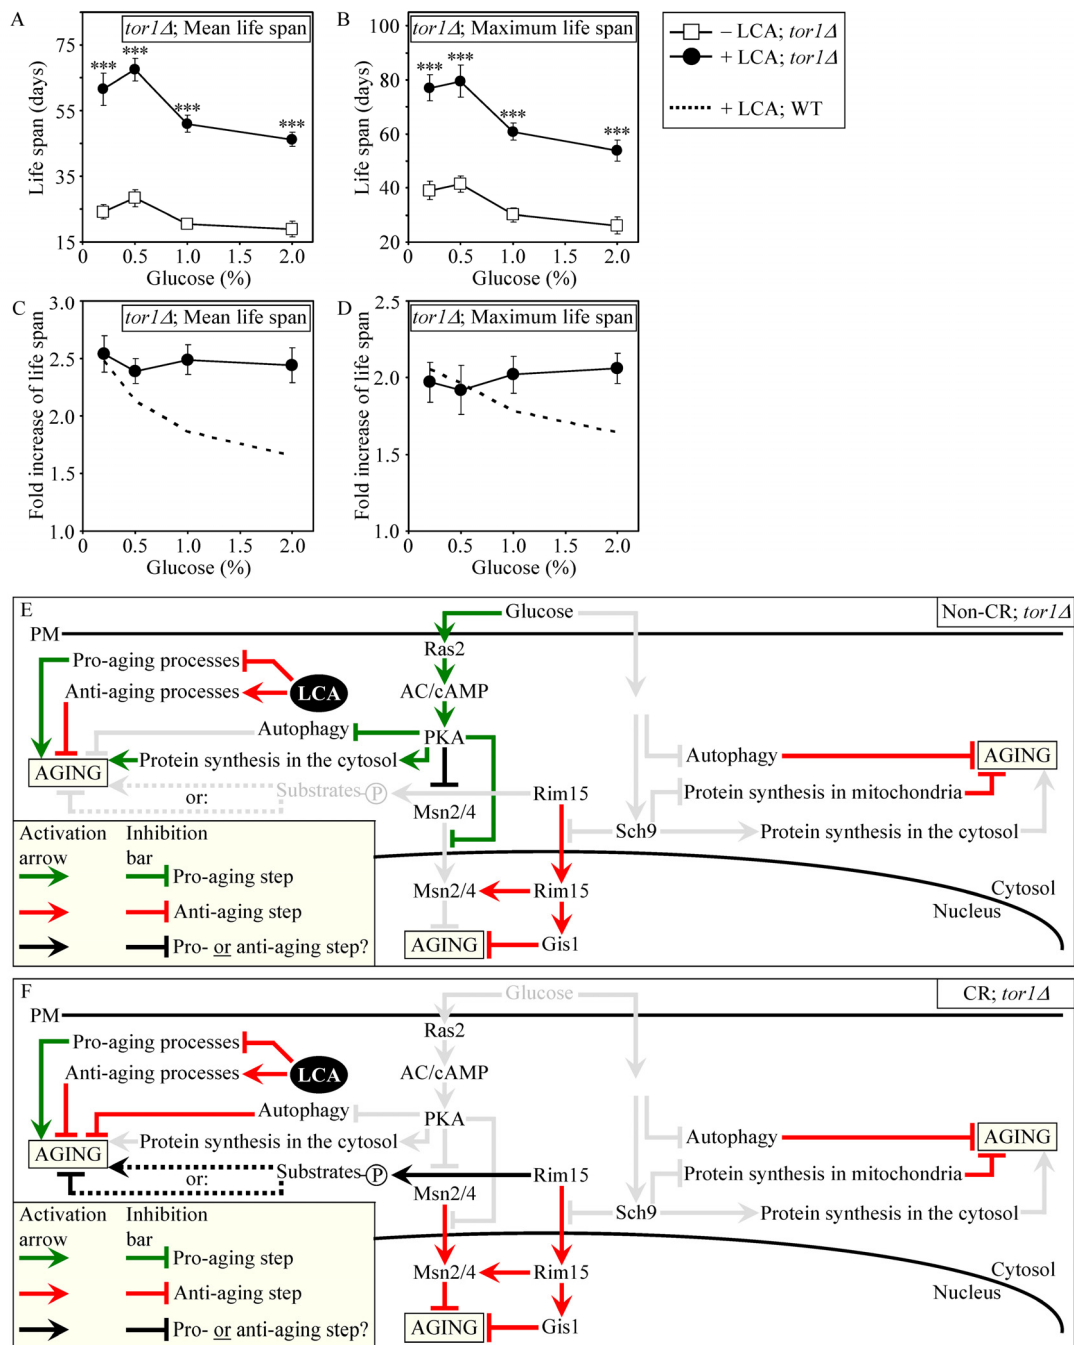 A
tor1Δ; Mean life span
Life span (days)
75
55
35
15
*** *** *** ***
0 0.5 1.0 1.5 2.0
Glucose (%)
B
tor1Δ; Maximum life span
Life span (days)
100
80
60
40
20
*** *** *** ***
0 0.5 1.0 1.5 2.0
Glucose (%)
– LCA; tor1Δ
+ LCA; tor1Δ
+ LCA; WT
C
tor1Δ; Mean life span
Fold increase of life span
3.0
2.5
2.0
1.5
1.0
0 0.5 1.0 1.5 2.0
Glucose (%)
D
tor1Δ; Maximum life span
Fold increase of life span
2.5
2.0
1.5
1.0
0 0.5 1.0 1.5 2.0
Glucose (%)
E
Non-CR; tor1Δ
Glucose
PM
Ras2
Pro-aging processes
Anti-aging processes
LCA
AC/cAMP
Autophagy
PKA
Protein synthesis in the cytosol
AGING
or:
Substrates P
Msn2/4
Rim15
Sch9
Autophagy
AGING
Protein synthesis in mitochondria
Protein synthesis in the cytosol
Msn2/4
Rim15
Cytosol
Nucleus
AGING
Gis1
Activation arrow
Inhibition bar
Pro-aging step
Anti-aging step
Pro- or anti-aging step?
F
CR; tor1Δ
Glucose
PM
Ras2
Pro-aging processes
Anti-aging processes
LCA
AC/cAMP
Autophagy
PKA
Protein synthesis in the cytosol
AGING
or:
Substrates P
Msn2/4
Rim15
Sch9
Autophagy
AGING
Protein synthesis in mitochondria
Protein synthesis in the cytosol
Msn2/4
Rim15
Cytosol
Nucleus
AGING
Gis1
Activation arrow
Inhibition bar
Pro-aging step
Anti-aging step
Pro- or anti-aging step?